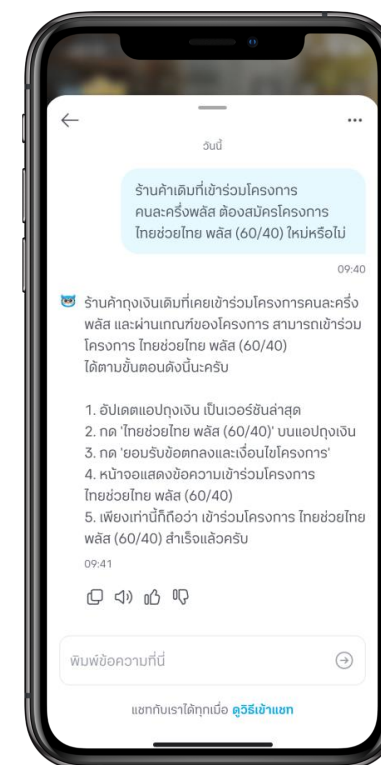 วันนี้
ร้านค้าเดิมที่เข้าร่วมโครงการ
คนละครึ่งพลัส ต้องสมัครโครงการ
ไทยช่วยไทย พลัส (60/40) ใหม่หรือไม่
09:40
ร้านค้าถุงเงินเดิมที่เคยเข้าร่วมโครงการคนละครึ่ง
พลัส และผ่านเกณฑ์ของโครงการ สามารถเข้าร่วม
โครงการ ไทยช่วยไทย พลัส (60/40)
ได้ตามขั้นตอนดังนี้นะครับ
1. อัปเดตแอปถุงเงิน เป็นเวอร์ชันล่าสุด
2. กด 'ไทยช่วยไทย พลัส (60/40)' บนแอปถุงเงิน
3. กด 'ยอมรับข้อตกลงและเงื่อนไขโครงการ'
4. หน้าจอแสดงข้อความเข้าร่วมโครงการ
ไทยช่วยไทย พลัส (60/40)
5. เพียงเท่านี้ก็ถือว่า เข้าร่วมโครงการ ไทยช่วยไทย
พลัส (60/40) สำเร็จแล้วครับ
09:41
พิมพ์ข้อความที่นี่
แชทกับเราได้ทุกเมื่อ ดูวิธีเข้าแชท